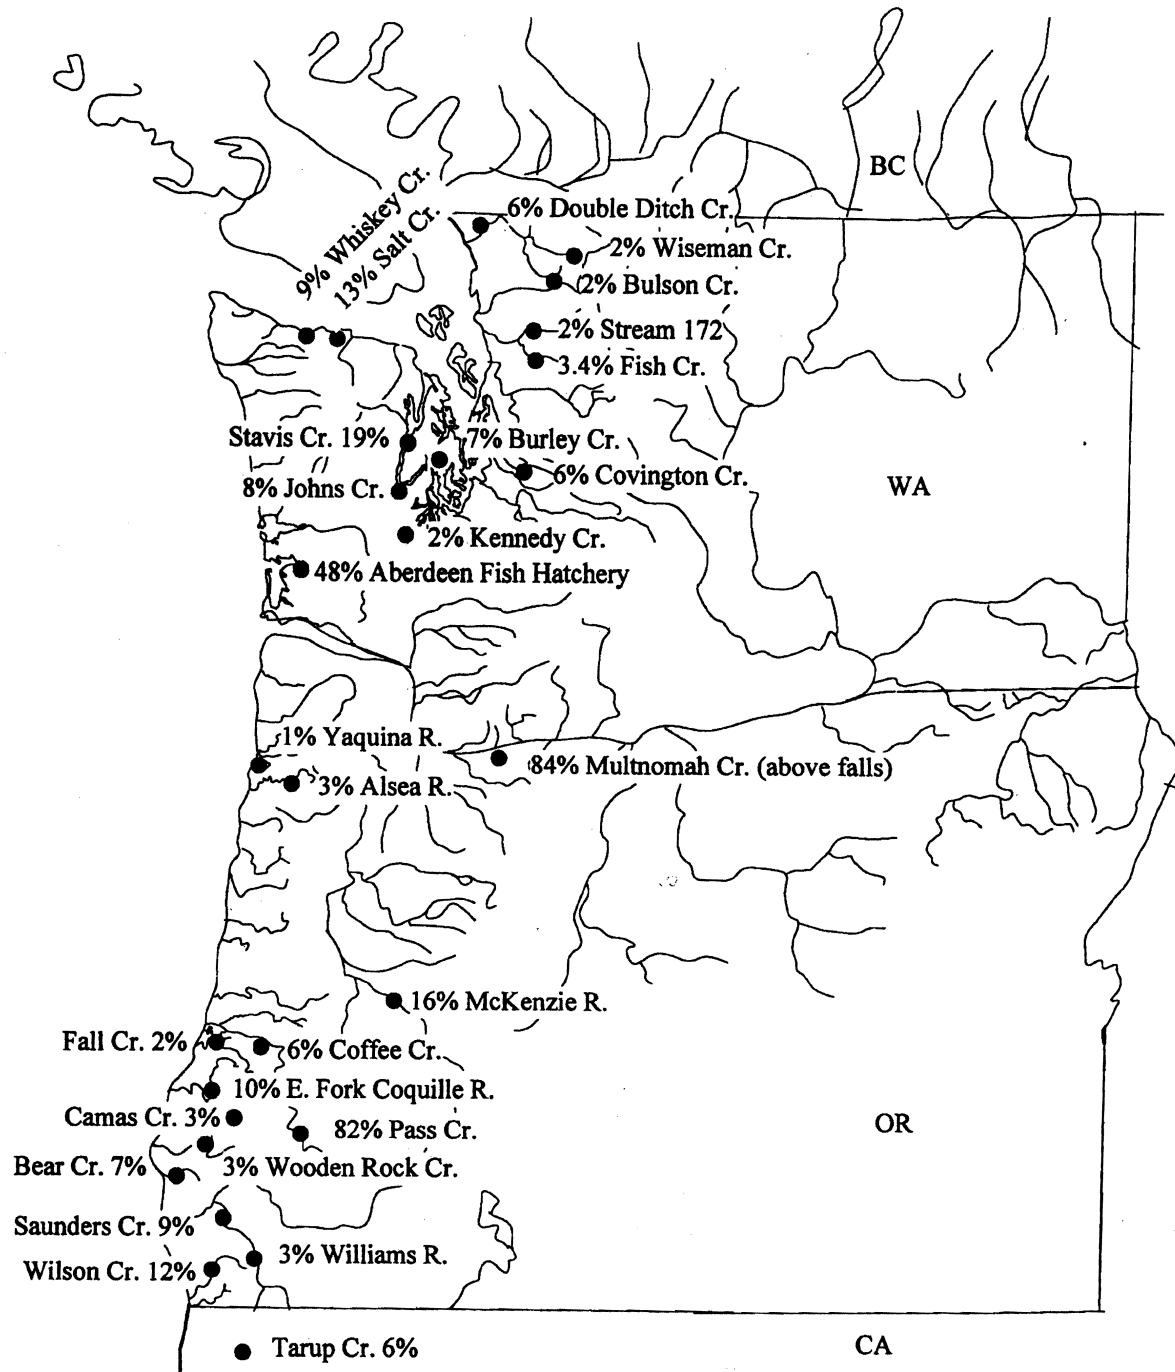 BC
9% Whiskey Cr.
13% Salt Cr.
6% Double Ditch Cr.
2% Wiseman Cr.
2% Bulson Cr.
2% Stream 172
3.4% Fish Cr.
Stavis Cr. 19%
7% Burley Cr.
6% Covington Cr.
8% Johns Cr.
WA
2% Kennedy Cr.
48% Aberdeen Fish Hatchery
1% Yaquina R.
84% Multnomah Cr. (above falls)
3% Alsea R.
16% McKenzie R.
Fall Cr. 2%
6% Coffee Cr.
10% E. Fork Coquille R.
Camas Cr. 3%
82% Pass Cr.
OR
Bear Cr. 7%
3% Wooden Rock Cr.
Saunders Cr. 9%
3% Williams R.
Wilson Cr. 12%
Tarup Cr. 6%
CA